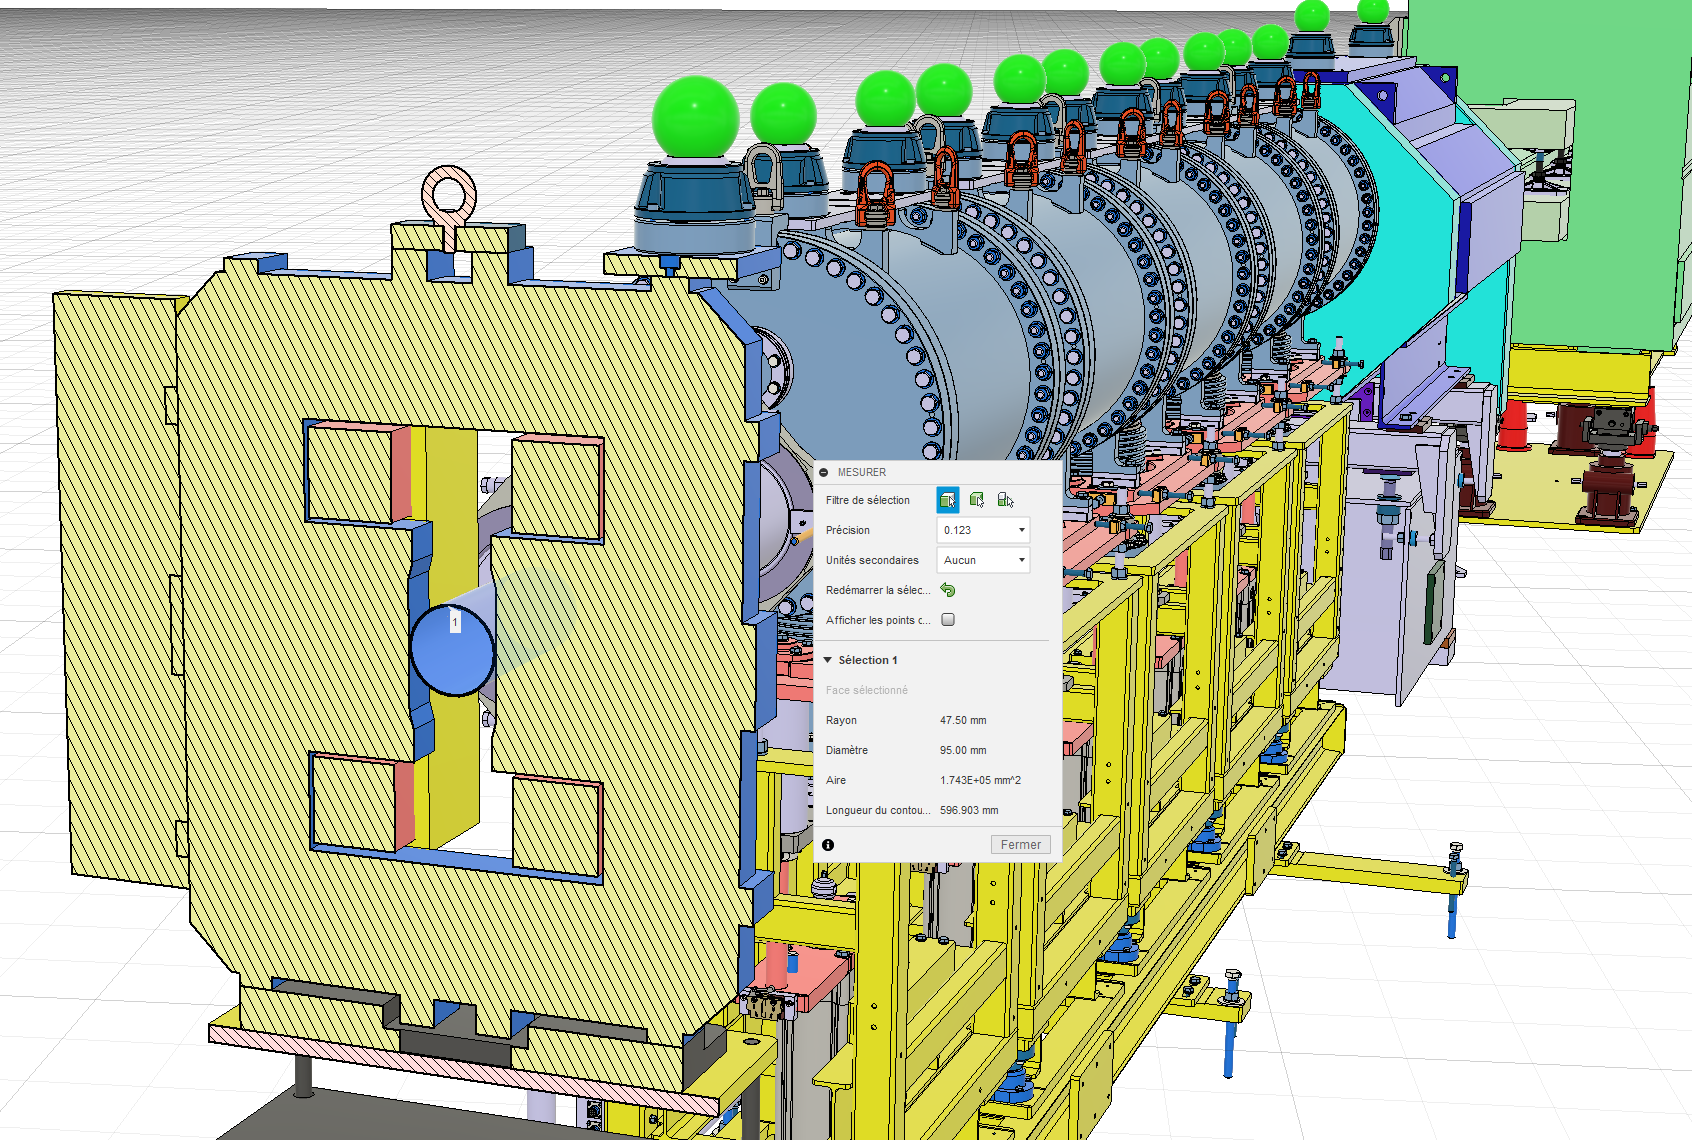 MESURER
Filtre de sélection
Précision 0.123
Unités secondaires Aucun
Redémarrer la sélec...
Afficher les points c...
Sélection 1
Face sélectionné
Rayon 47.50 mm
Diamètre 95.00 mm
Aire 1.743E+05 mm^2
Longueur du contou... 596.903 mm
Fermer
1